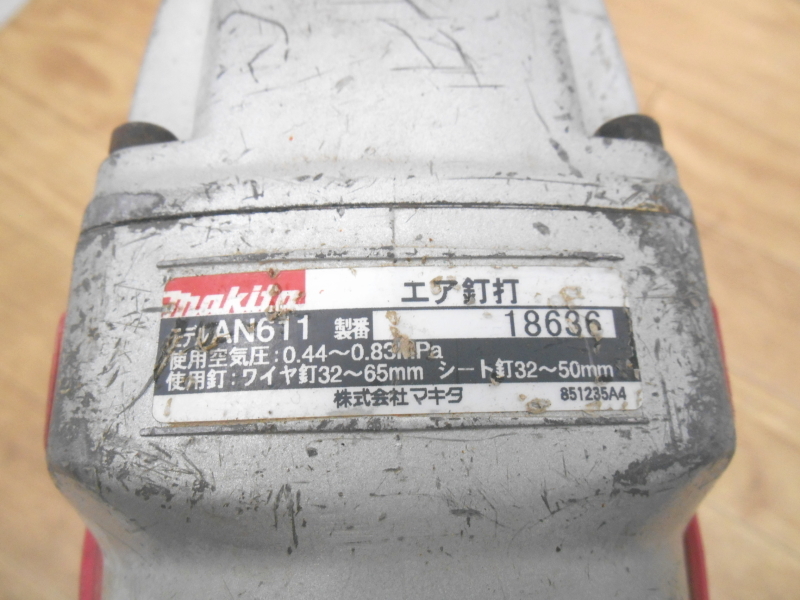 makita エア釘打
モデル AN611 製番 18636
使用空気圧：0.44～0.83MPa
使用釘：ワイヤ釘32～65mm シート釘32～50mm
株式会社マキタ 851235A4